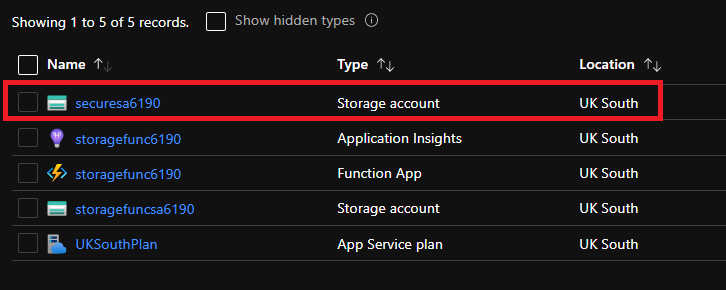 Showing 1 to 5 of 5 records. Show hidden types
Name Type Location
securesa6190 Storage account UK South
storagefunc6190 Application Insights UK South
storagefunc6190 Function App UK South
storagefuncsa6190 Storage account UK South
UKSouthPlan App Service plan UK South